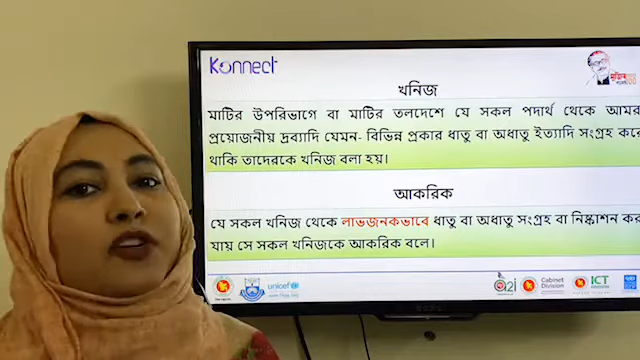 Konnect
খনিজ
মাটির উপরিভাগে বা মাটির তলদেশে যে সকল পদার্থ থেকে আমর
প্রয়োজনীয় দ্রব্যাদি যেমন- বিভিন্ন প্রকার ধাতু বা অধাতু ইত্যাদি সংগ্রহ করে
থাকি তাদেরকে খনিজ বলা হয়।
আকরিক
যে সকল খনিজ থেকে লাভজনকভাবে ধাতু বা অধাতু সংগ্রহ বা নিষ্কাশন কর
যায় সে সকল খনিজকে আকরিক বলে।
a2i
Cabinet
Division
ICT
unicef